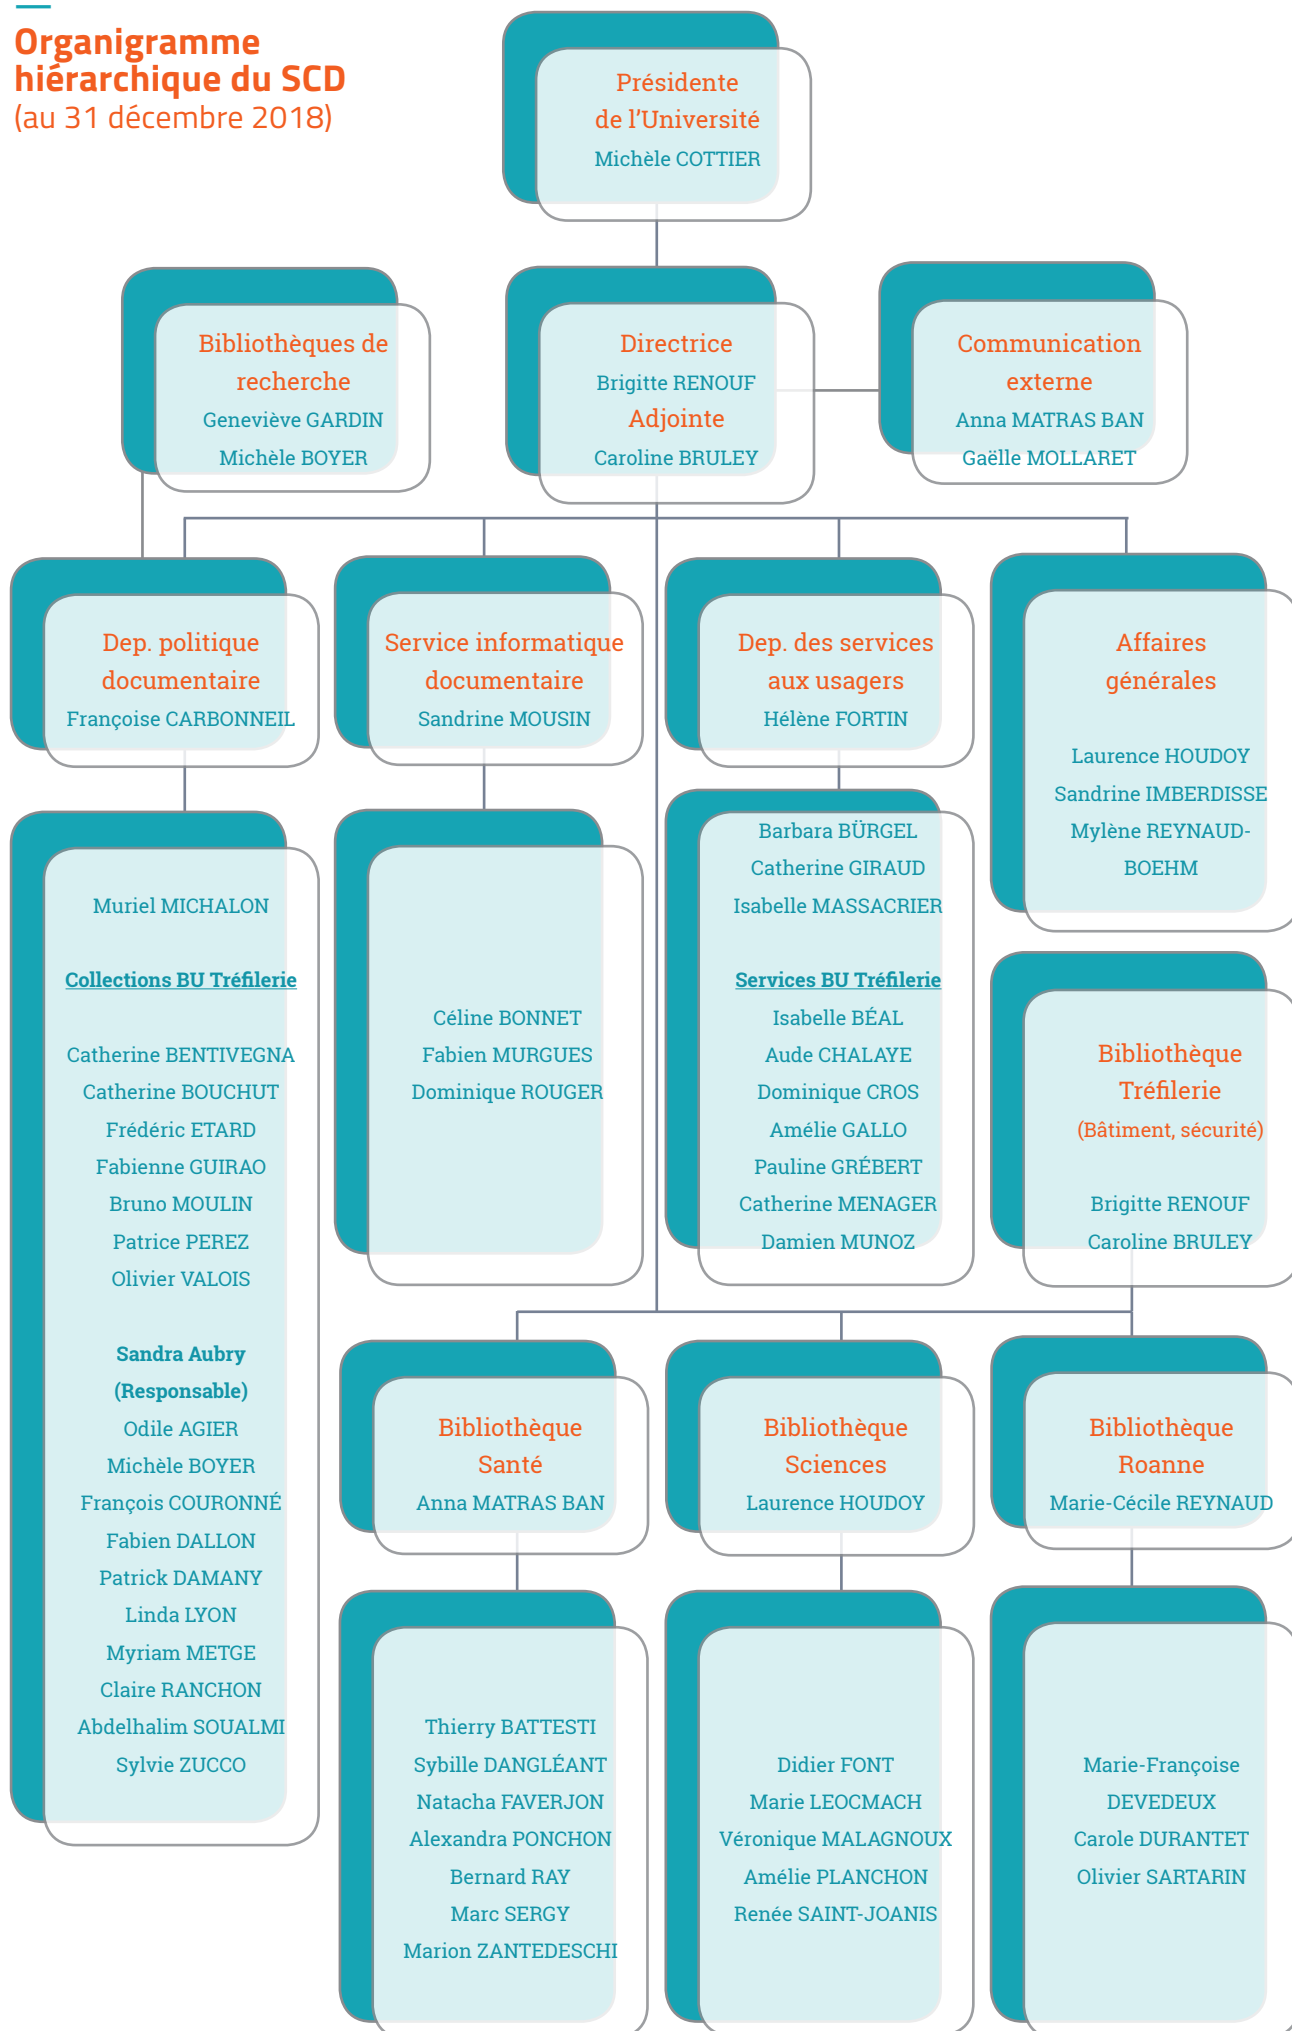 Organigramme
hiérarchique du SCD
(au 31 décembre 2018)
Présidente
de l'Université
Michèle COTTIER
Bibliothèques de
recherche
Geneviève GARDIN
Michèle BOYER
Directrice
Brigitte RENOUF
Adjointe
Caroline BRULEY
Communication
externe
Anna MATRAS BAN
Gaëlle MOLLARET
Dep. politique
documentaire
Françoise CARBONNEIL
Service informatique
documentaire
Sandrine MOUSIN
Dep. des services
aux usagers
Hélène FORTIN
Affaires
générales
Laurence HOUDOY
Sandrine IMBERDISSE
Mylène REYNAUD-
BOEHM
Muriel MICHALON
Collections BU Tréfilerie
Catherine BENTIVEGNA
Catherine BOUCHUT
Frédéric ETARD
Fabienne GUIRAO
Bruno MOULIN
Patrice PEREZ
Olivier VALOIS
Sandra Aubry
(Responsable)
Odile AGIER
Michèle BOYER
François COURONNÉ
Fabien DALLON
Patrick DAMANY
Linda LYON
Myriam METGE
Claire RANCHON
Abdelhalim SOUALMI
Sylvie ZUCCO
Céline BONNET
Fabien MURGUES
Dominique ROUGER
Barbara BÜRGEL
Catherine GIRAUD
Isabelle MASSACRIER
Services BU Tréfilerie
Isabelle BÉAL
Aude CHALAYE
Dominique CROS
Amélie GALLO
Pauline GRÉBERT
Catherine MENAGER
Damien MUNOZ
Bibliothèque
Tréfilerie
(Bâtiment, sécurité)
Brigitte RENOUF
Caroline BRULEY
Bibliothèque
Santé
Anna MATRAS BAN
Bibliothèque
Sciences
Laurence HOUDOY
Bibliothèque
Roanne
Marie-Cécile REYNAUD
Thierry BATTESTI
Sybille DANGLÉANT
Natacha FAVERJON
Alexandra PONCHON
Bernard RAY
Marc SERGY
Marion ZANTEDESCHI
Didier FONT
Marie LEOCMACH
Véronique MALAGNOUX
Amélie PLANCHON
Renée SAINT-JOANIS
Marie-Françoise
DEVEDEUX
Carole DURANTET
Olivier SARTARIN